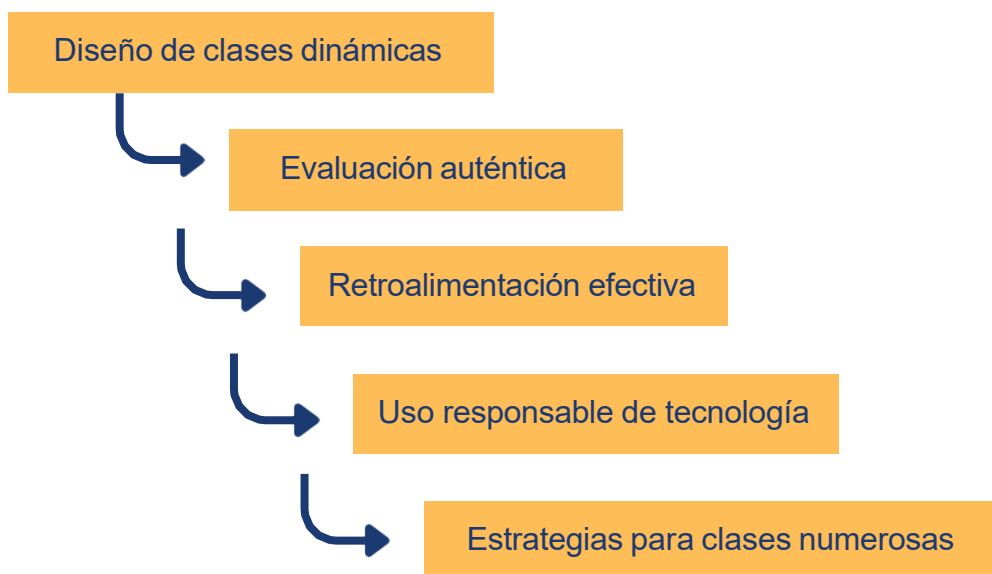 Diseño de clases dinámicas
Evaluación auténtica
Retroalimentación efectiva
Uso responsable de tecnología
Estrategias para clases numerosas